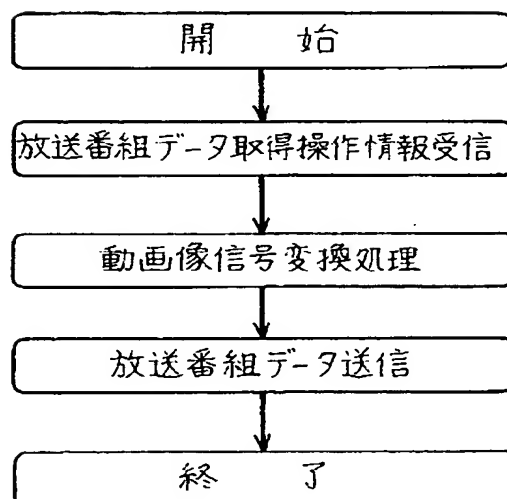 開　始
放送番組データ取得操作情報受信
動画像信号変換処理
放送番組データ送信
終　了